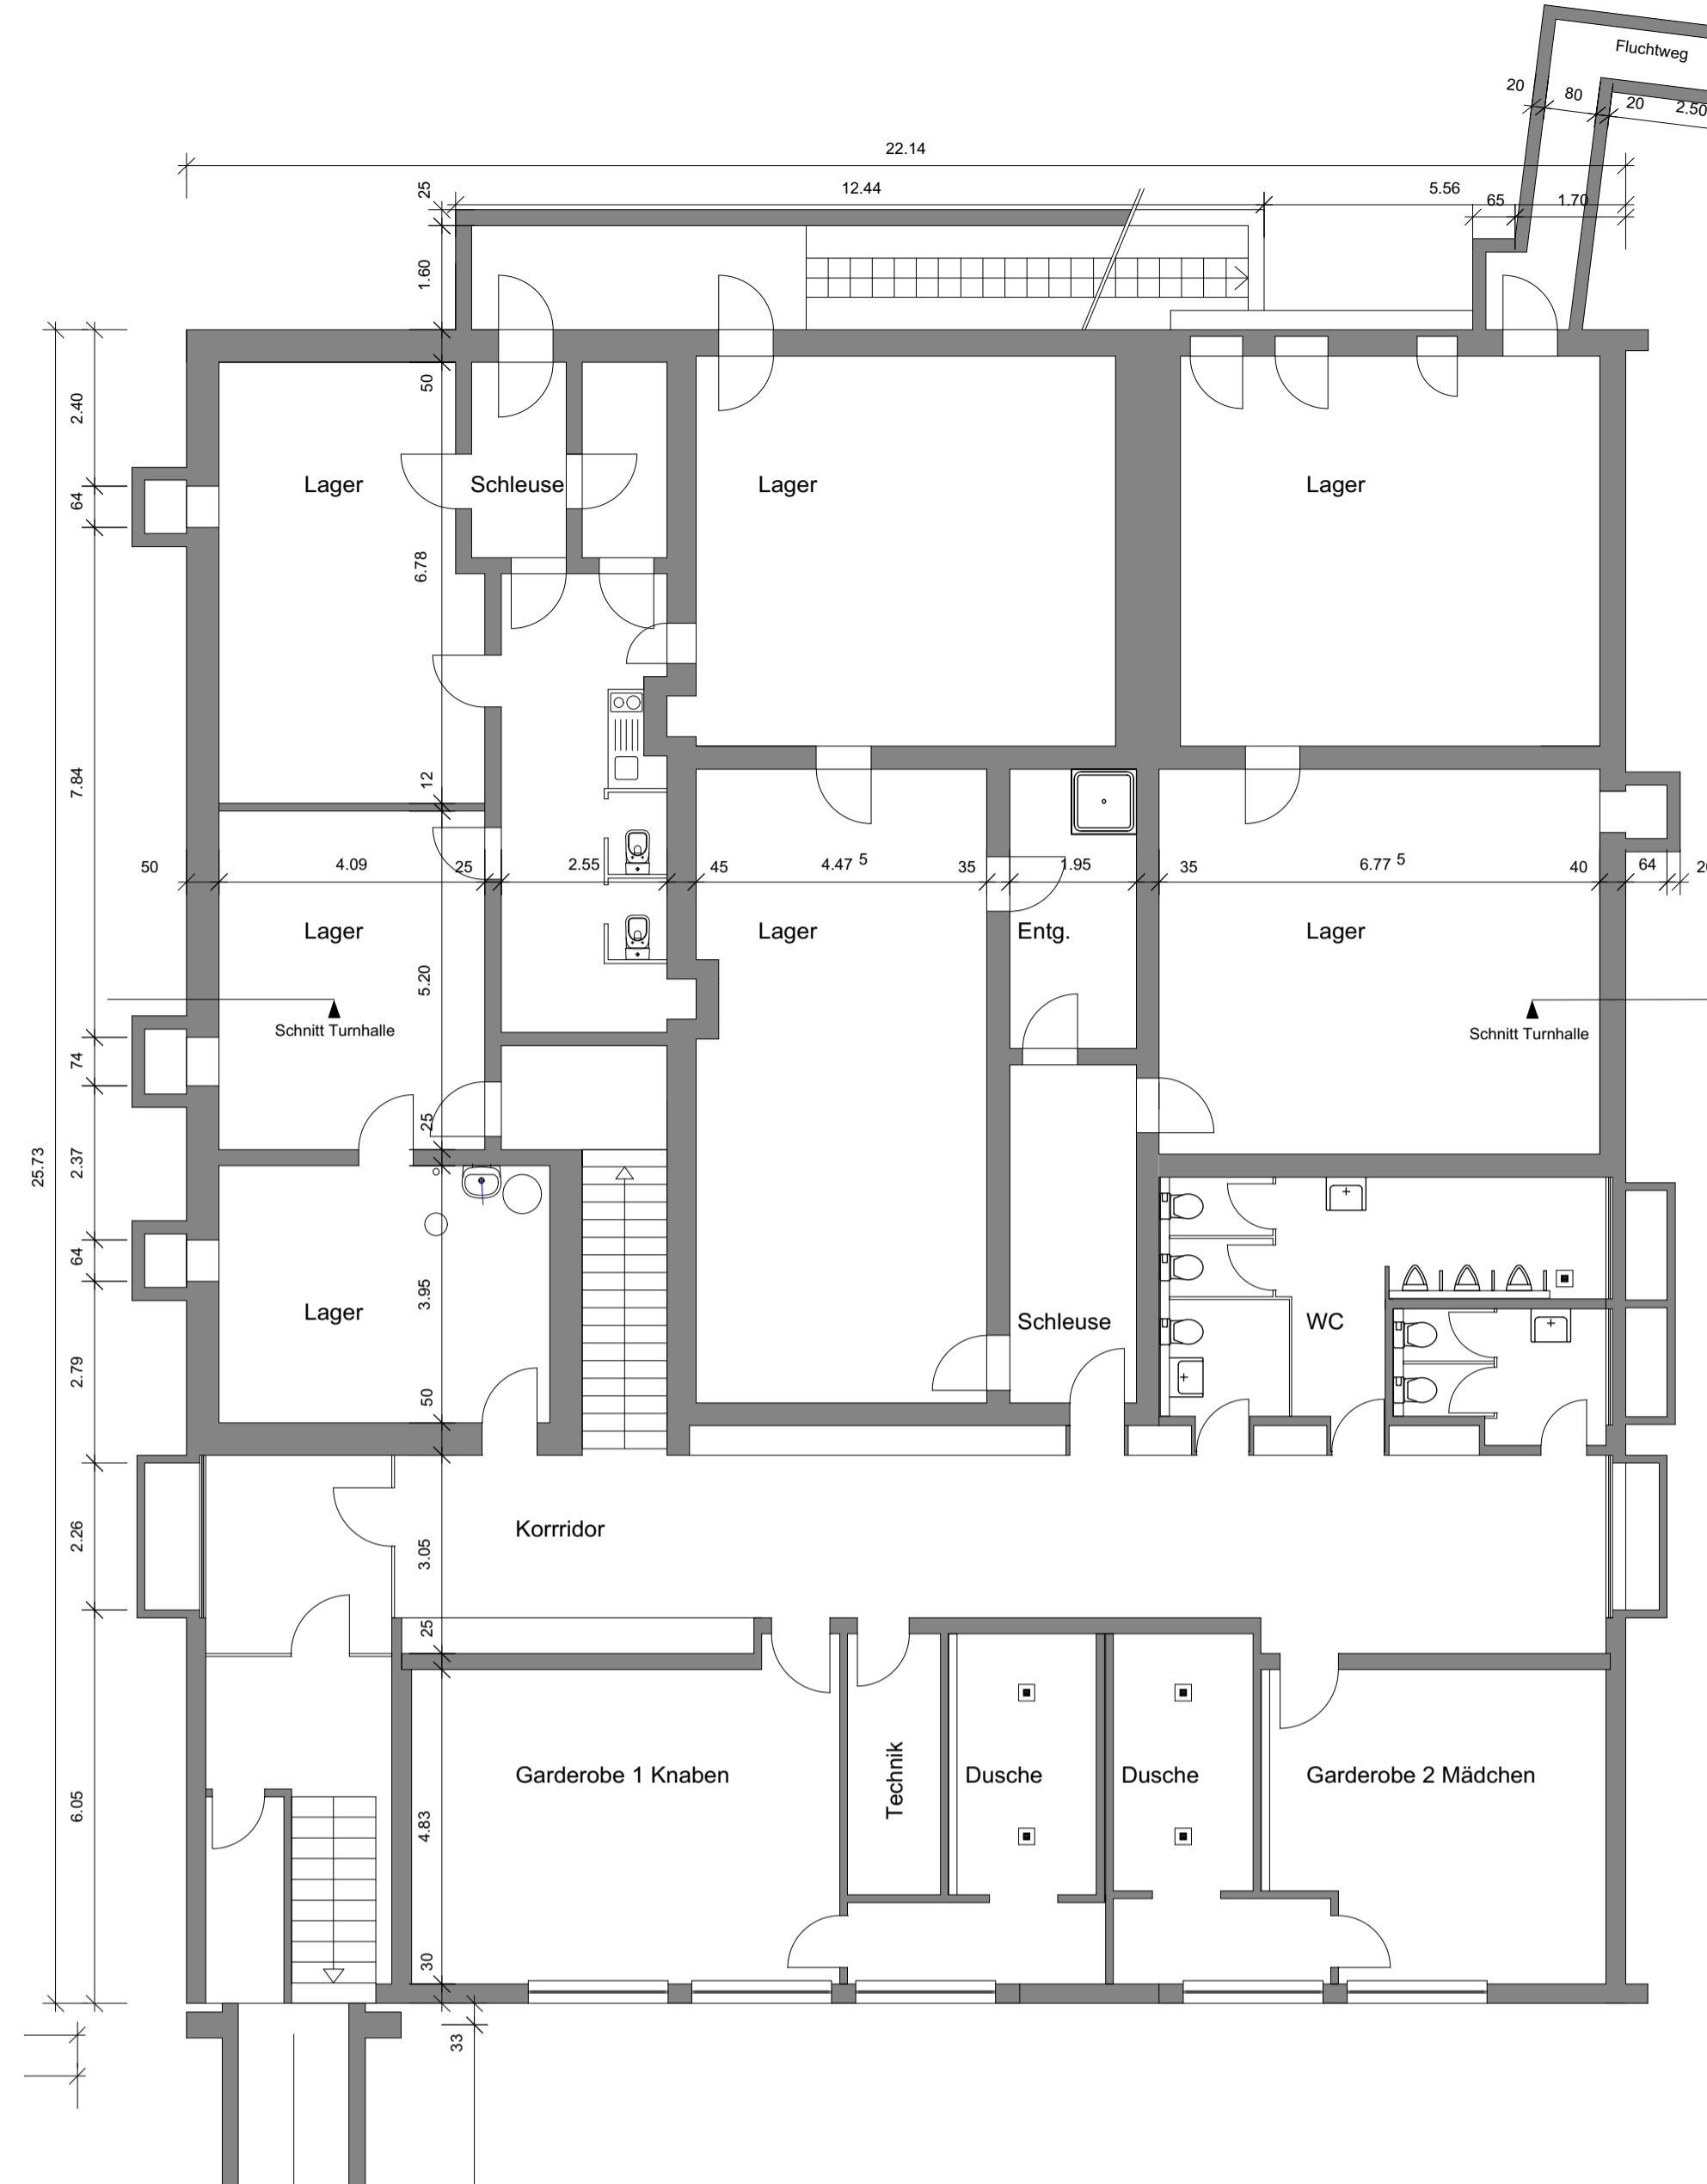 Fluchtweg
20
80
20
2.50
22.14
25
12.44
5.56
65
1.70
1.60
50
2.40
64
Lager
Schleuse
Lager
Lager
6.78
7.84
12
50
4.09
25
2.55
45
4.47 5
35
1.95
35
6.77 5
40
64
Lager
Lager
Entg.
Lager
5.20
Schnitt Turnhalle
Schnitt Turnhalle
74
25
25.73
2.37
64
3.95
Lager
Schleuse
WC
2.79
50
2.26
Korrridor
3.05
25
Garderobe 1 Knaben
Technik
Dusche
Dusche
Garderobe 2 Mädchen
6.05
4.83
30
33